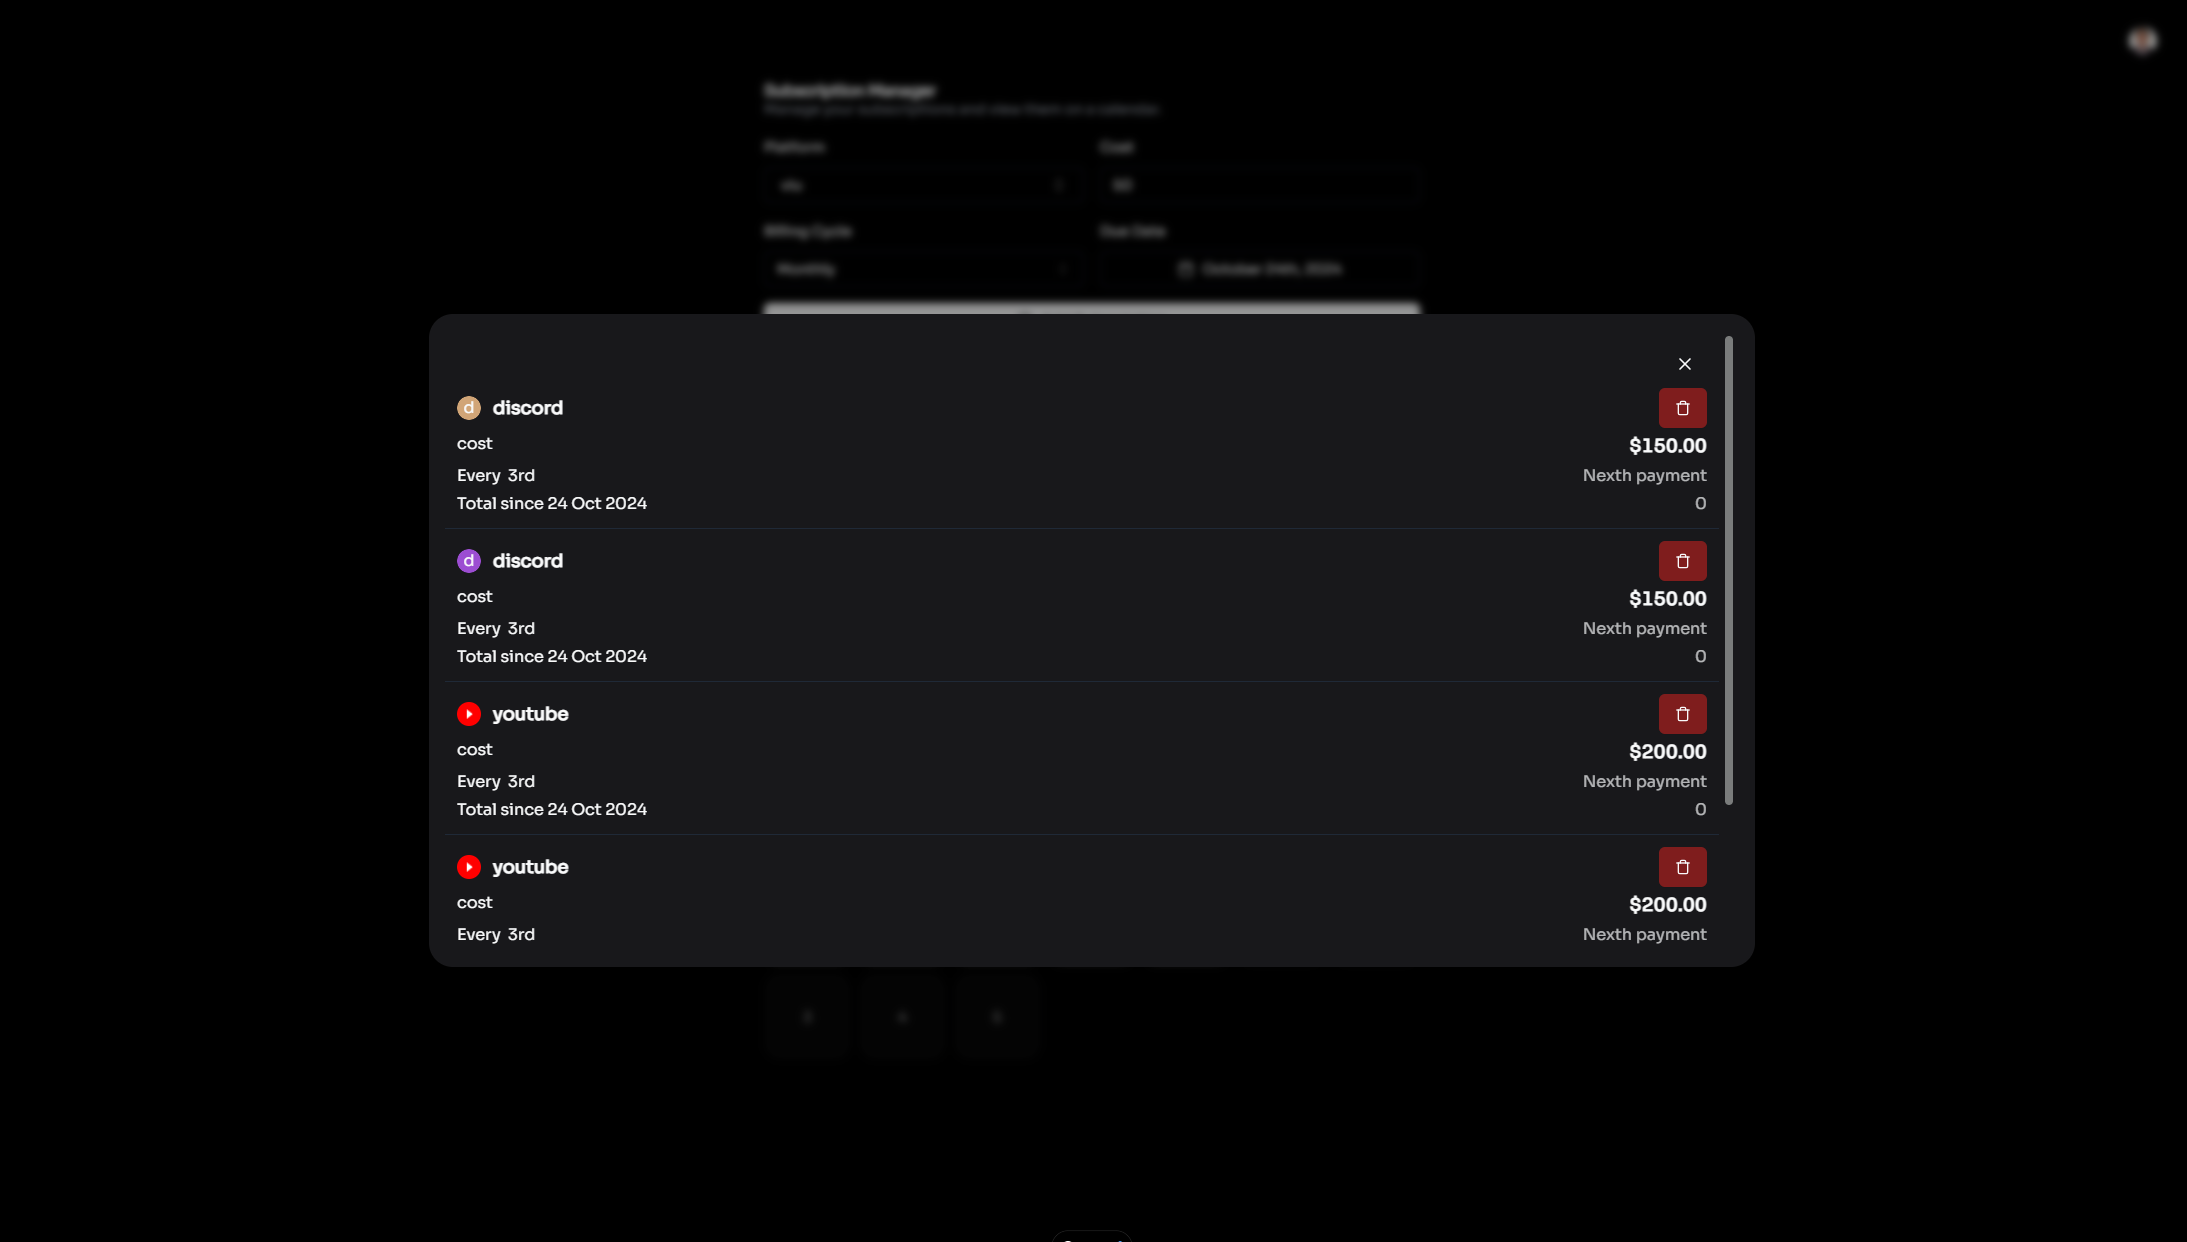 Subscription Manager
Manage your subscriptions and view them on a calendar.
Platform Cost
Billing Cycle Due Date
Monthly October 24th, 2024
d discord
cost $150.00
Every 3rd Nexth payment
Total since 24 Oct 2024 0
d discord
cost $150.00
Every 3rd Nexth payment
Total since 24 Oct 2024 0
youtube
cost $200.00
Every 3rd Nexth payment
Total since 24 Oct 2024 0
youtube
cost $200.00
Every 3rd Nexth payment